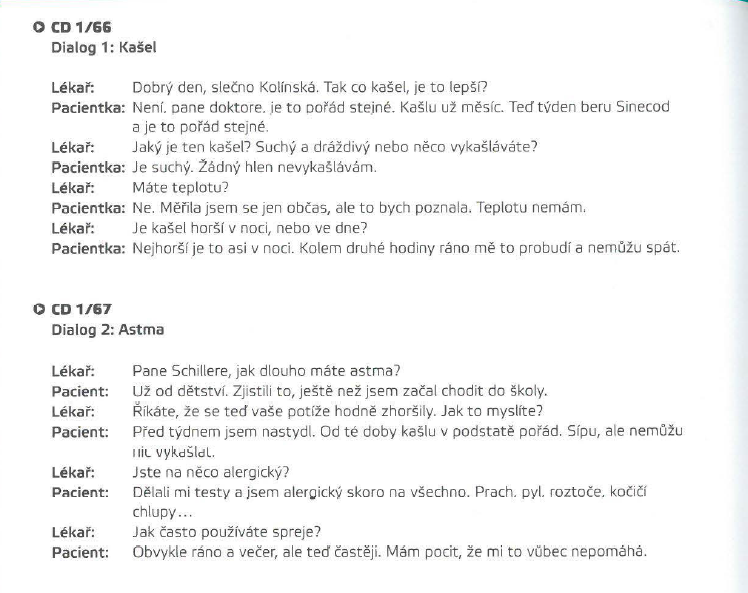 CD 1/66
Dialog 1: Kašel
Lékař: Dobrý den, slečno Kolínská. Tak co kašel, je to lepší?
Pacientka: Není, pane doktore, je to pořád stejné. Kašlu už měsíc. Teď týden beru Sinecod
a je to pořád stejné.
Lékař: Jaký je ten kašel? Suchý a dráždivý nebo něco vykašláváte?
Pacientka: Je suchý. Žádný hlen nevykašlávám.
Lékař: Máte teplotu?
Pacientka: Ne. Měřila jsem se jen občas, ale to bych poznala. Teplotu nemám.
Lékař: Je kašel horší v noci, nebo ve dne?
Pacientka: Nejhorší je to asi v noci. Kolem druhé hodiny ráno mě to probudí a nemůžu spát.
CD 1/67
Dialog 2: Astma
Lékař: Pane Schillere, jak dlouho máte astma?
Pacient: Už od dětství. Zjistili to, ještě než jsem začal chodit do školy.
Lékař: Říkáte, že se teď vaše potíže hodně zhoršily. Jak to myslíte?
Pacient: Před týdnem jsem nastydl. Od té doby kašlu v podstatě pořád. Sípu, ale nemůžu
nic vykašlat.
Lékař: Jste na něco alergický?
Pacient: Dělali mi testy a jsem alergický skoro na všechno. Prach, pyl, roztoče, kočičí
chlupy...
Lékař: Jak často používáte spreje?
Pacient: Obvykle ráno a večer, ale teď častěji. Mám pocit, že mi to vůbec nepomáhá.